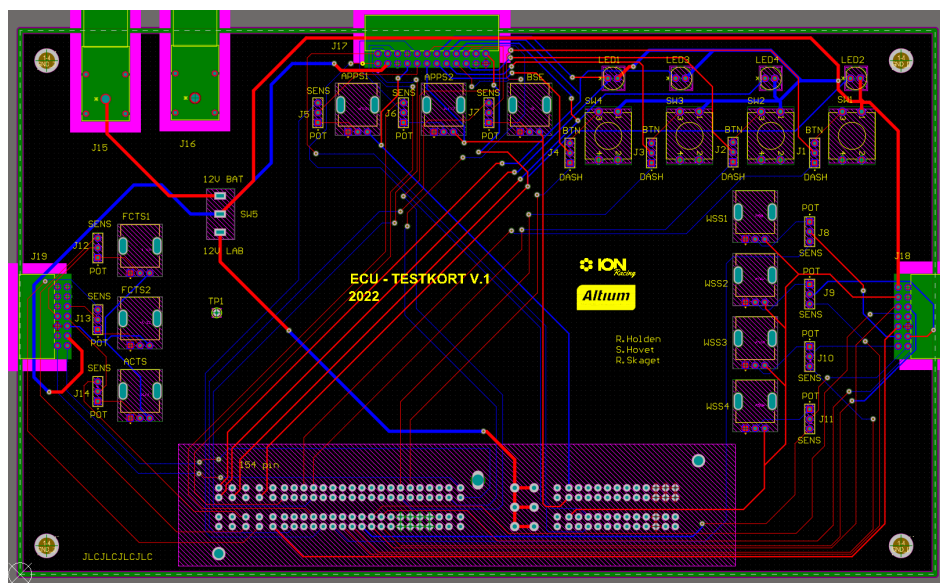 J17
LED1
LED3
LED4
LED2
APPS1
APPS2
BSE
SENS
SENS
SENS
SW4
SW3
SW2
SW1
J5
J6
J7
POT
POT
POT
BTN
BTN
BTN
BTN
J4
J3
J2
J1
DASH
DASH
DASH
DASH
J15
J16
12V BAT
SW5
12V LAB
FCTS1
SENS
J12
POT
J19
FCTS2
SENS
J13
POT
ACTS
SENS
J14
POT
TP1
ECU - TESTKORT V.1
2022
ION
Racing
Altium
R.Holden
S.Hovet
R.Skaget
WSS1
POT
J8
SENS
J18
WSS2
POT
J9
SENS
WSS3
POT
J10
SENS
WSS4
POT
J11
SENS
154 pin
JLCJLCJLCJLC